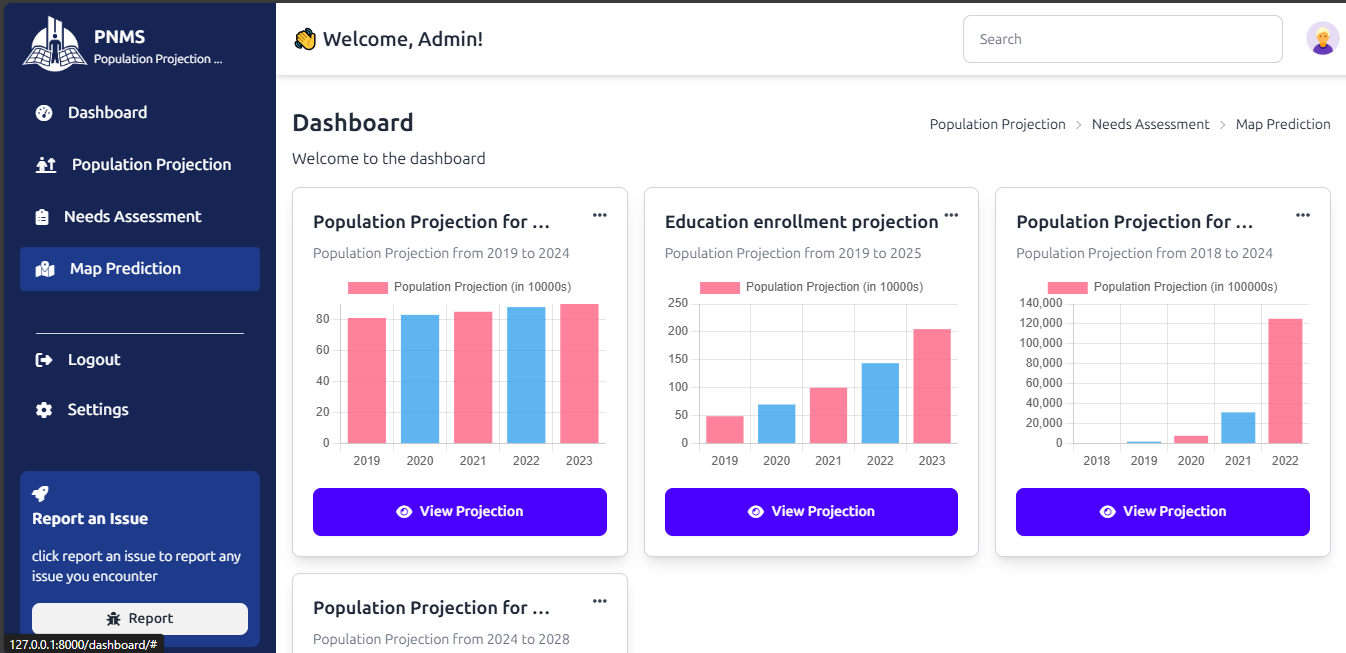 PNMS
Population Projection ...
Dashboard
Population Projection
Needs Assessment
Map Prediction
Logout
Settings
Report an Issue
click report an issue to report any
issue you encounter
Report
127.0.0.1:8000/dashboard/#
Welcome, Admin!
Search
Dashboard
Population Projection > Needs Assessment > Map Prediction
Welcome to the dashboard
Population Projection for ...
Population Projection from 2019 to 2024
Population Projection (in 10000s)
80
60
40
20
0
2019 2020 2021 2022 2023
View Projection
Education enrollment projection
Population Projection from 2019 to 2025
Population Projection (in 10000s)
250
200
150
100
50
0
2019 2020 2021 2022 2023
View Projection
Population Projection for ...
Population Projection from 2018 to 2024
Population Projection (in 100000s)
140,000
120,000
100,000
80,000
60,000
40,000
20,000
0
2018 2019 2020 2021 2022
View Projection
Population Projection for ...
Population Projection from 2024 to 2028